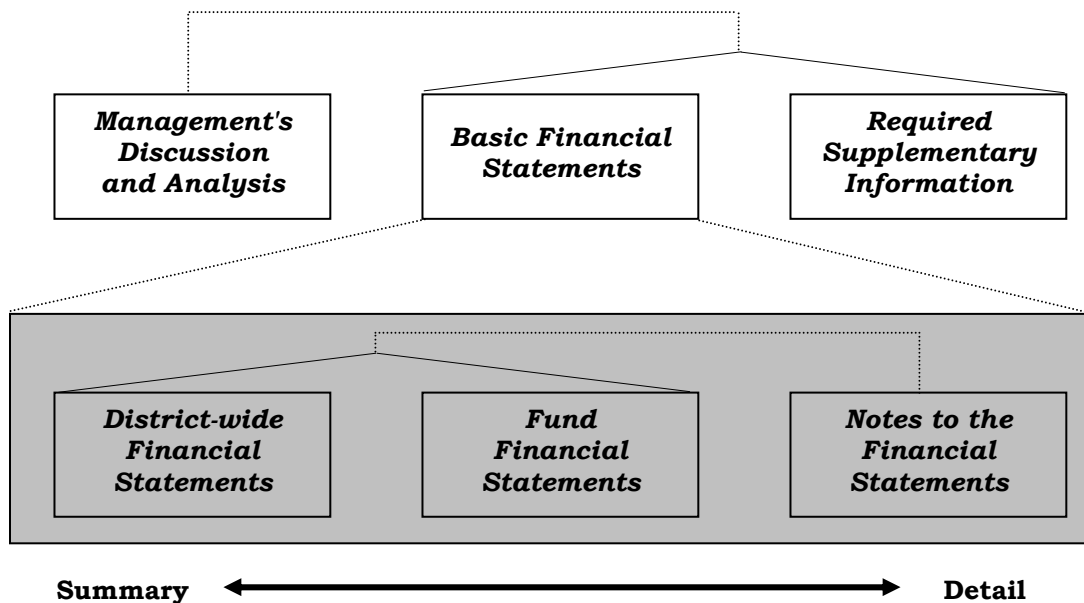 Management's
Discussion
and Analysis
Basic Financial
Statements
Required
Supplementary
Information
District-wide
Financial
Statements
Fund
Financial
Statements
Notes to the
Financial
Statements
Summary
Detail